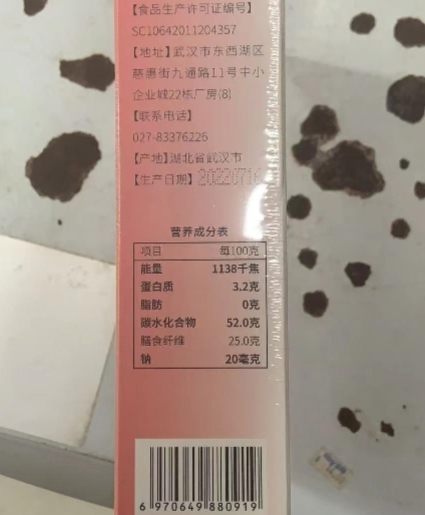 【食品生产许可证编号】
SC10642011204357
【地址】武汉市东西湖区
慈惠街九通路11号中小
企业城22栋厂房(8)
【联系电话】
027-83376226
【产地】湖北省武汉市
【生产日期】20220716
营养成分表
项目 每100克
能量 1138千焦
蛋白质 3.2克
脂肪 0克
碳水化合物 52.0克
膳食纤维 25.0克
钠 20毫克
6 970649 880919